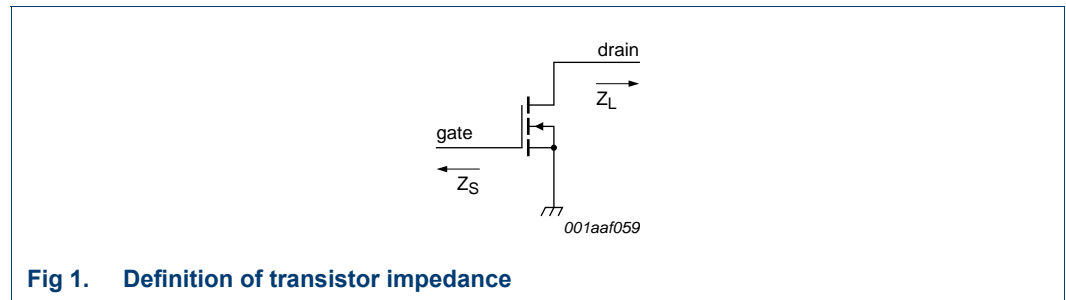 drain
Z_L
gate
Z_S
001aaf059
Fig 1. Definition of transistor impedance